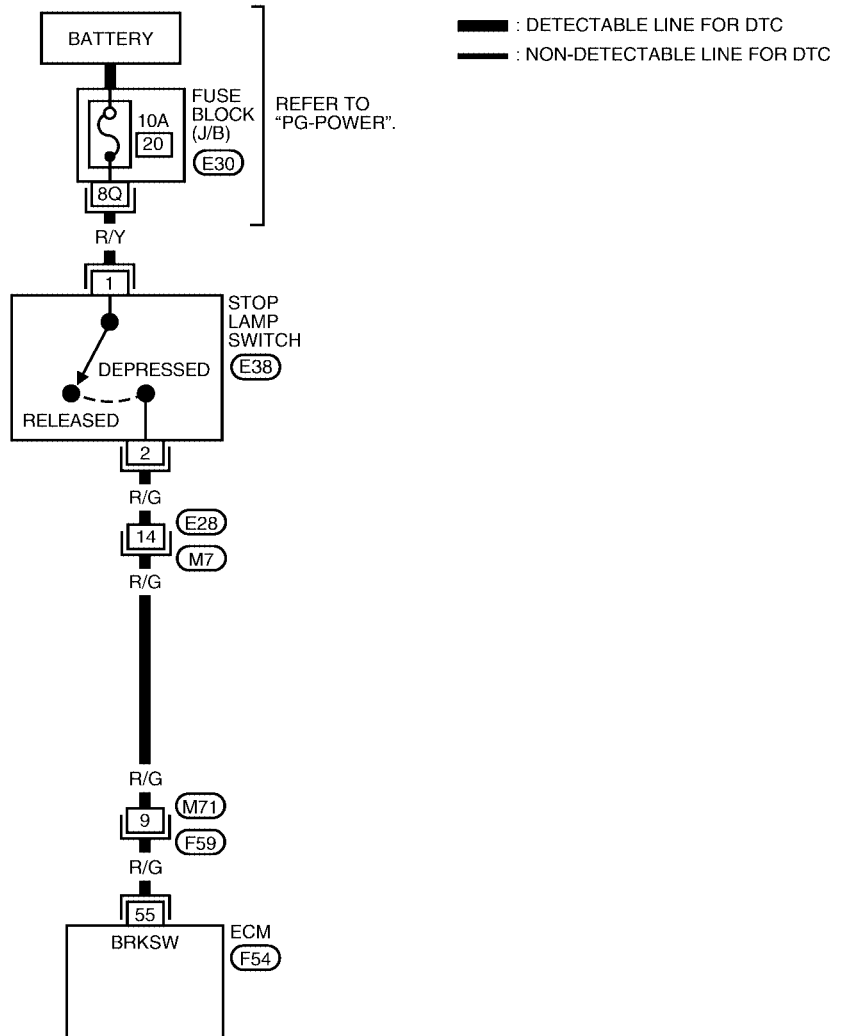 BATTERY
: DETECTABLE LINE FOR DTC
: NON-DETECTABLE LINE FOR DTC
FUSE
BLOCK
(J/B)
10A
20
E30
REFER TO
“PG-POWER”.
8Q
R/Y
1
STOP
LAMP
SWITCH
E38
DEPRESSED
RELEASED
2
R/G
14
E28
M7
R/G
R/G
9
M71
F59
R/G
55
BRKSW
ECM
F54